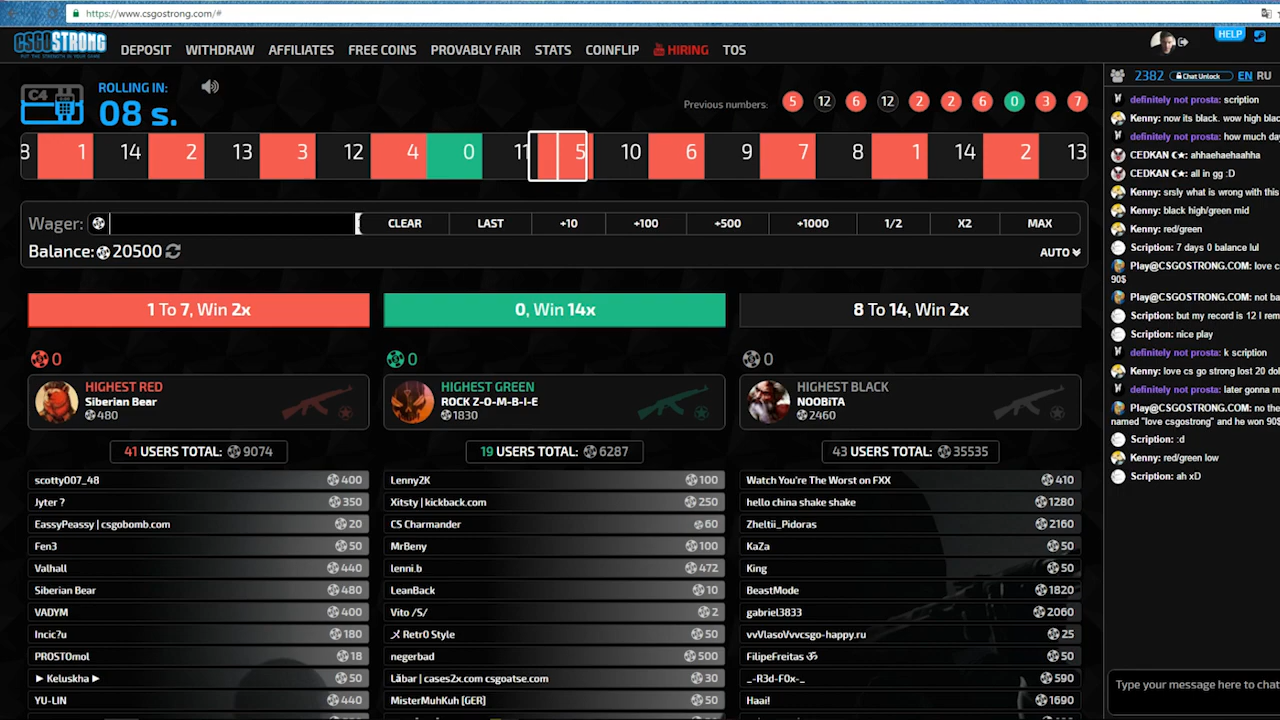 https://www.csgostrong.com/#
CSGOSTRONG
DEPOSIT WITHDRAW AFFILIATES FREE COINS PROVABLY FAIR STATS COINFLIP HIRING TOS
HELP
C4 ROLLING IN:
08 s.
Previous numbers: 5 12 6 12 2 2 6 0 3 7
8 1 14 2 13 3 12 4 0 11 5 10 6 9 7 8 1 14 2 13
Wager: CLEAR LAST +10 +100 +500 +1000 1/2 X2 MAX
Balance: 20500 AUTO
1 To 7, Win 2x 0, Win 14x 8 To 14, Win 2x
0 0 0
HIGHEST RED
Siberian Bear
480
HIGHEST GREEN
ROCK Z-O-M-B-I-E
1830
HIGHEST BLACK
NOOBiTA
2460
41 USERS TOTAL: 9074
19 USERS TOTAL: 6287
43 USERS TOTAL: 35535
scotty007_48 400
Jyter ? 350
EassyPeassy | csgobomb.com 20
Fen3 50
Valhall 440
Siberian Bear 480
VADYM 400
Incic?u 180
PROSTOmol 18
► Keluskha ► 50
YU-LIN 440
Lenny2K 100
Xitsty | kickback.com 250
CS Charmander 60
MrBeny 100
lenni.b 472
LeanBack 10
Vito /S/ 2
メ Retr0 Style 50
negerbad 500
Låbar | cases2x.com csgoatse.com 30
MisterMuhKuh [GER] 50
Watch You're The Worst on FXX 410
hello china shake shake 1280
Zheltii_Pidoras 2160
KaZa 50
King 50
BeastMode 1820
gabriel3833 2060
vvVlasoVvvcsgo-happy.ru 25
FilipeFreitas ॐ 50
_-R3d-F0x-_ 590
Haai! 1690
2382 Chat Unlock EN RU
definitely not prosta: scription
Kenny: now its black. wow high blac
definitely not prosta: how much day
CEDKAN ☾★: ahhaehaehaahha
CEDKAN ☾★: all in gg :D
Kenny: srsly what is wrong with this
Kenny: black high/green mid
Kenny: red/green
Scription: 7 days 0 balance lul
Play@CSGOSTRONG.COM: love c
90$
Play@CSGOSTRONG.COM: not ba
Scription: but my record is 12 I rem
Scription: nice play
definitely not prosta: k scription
Kenny: love cs go strong lost 20 dol
definitely not prosta: later gonna m
Play@CSGOSTRONG.COM: no the
named "love csgostrong" and he won 90$
Scription: :d
Kenny: red/green low
Scription: ah xD
Type your message here to chat